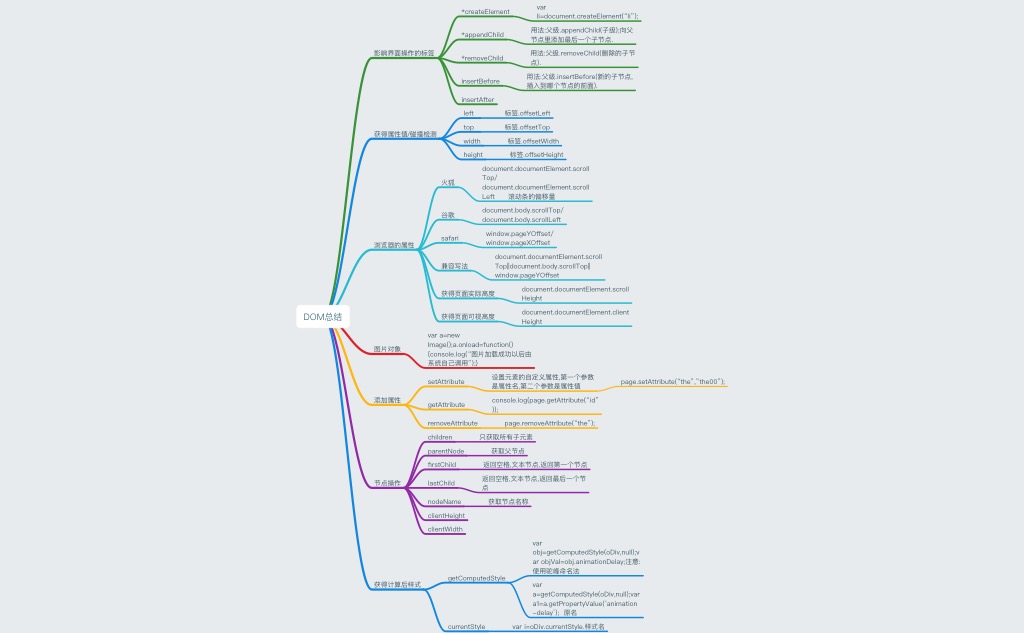 DOM总结
影响界面操作的标签
*createElement
var
li=document.createElement("li");
*appendChild
用法:父级.appendChild(子级);向父
节点里添加最后一个子节点.
*removeChild
用法:父级.removeChild(删除的子节
点).
insertBefore
用法:父级.insertBefore(新的子节点,
插入到哪个节点的前面).
insertAfter
获得属性值/碰撞检测
left
标签.offsetLeft
top
标签.offsetTop
width
标签.offsetWidth
height
标签.offsetHeight
浏览器的属性
火狐
document.documentElement.scroll
Top/
document.documentElement.scroll
Left 滚动条的偏移量
谷歌
document.body.scrollTop/
document.body.scrollLeft
safari
window.pageYOffset/
window.pageXOffset
兼容写法
document.documentElement.scroll
Top||document.body.scrollTop||
window.pageYOffset
获得页面实际高度
document.documentElement.scroll
Height
获得页面可视高度
document.documentElement.client
Height
图片对象
var a=new
Image();a.onload=function()
{console.log("图片加载成功以后由
系统自己调用");}
添加属性
setAttribute
设置元素的自定义属性,第一个参数
是属性名,第二个参数是属性值
page.setAttribute("the","the00");
getAttribute
console.log(page.getAttribute("id"
));
removeAttribute
page.removeAttribute("the");
节点操作
children
只获取所有子元素
parentNode
获取父节点
firstChild
返回空格,文本节点,返回第一个节点
lastChild
返回空格,文本节点,返回最后一个节
点
nodeName
获取节点名称
clientHeight
clientWidth
获得计算后样式
getComputedStyle
var
obj=getComputedStyle(oDiv,null);v
ar objVal=obj.animationDelay;注意:
使用驼峰命名法
var
a=getComputedStyle(oDiv,null);var
a1=a.getPropertyValue('animation
-delay'); 原名
currentStyle
var i=oDiv.currentStyle.样式名